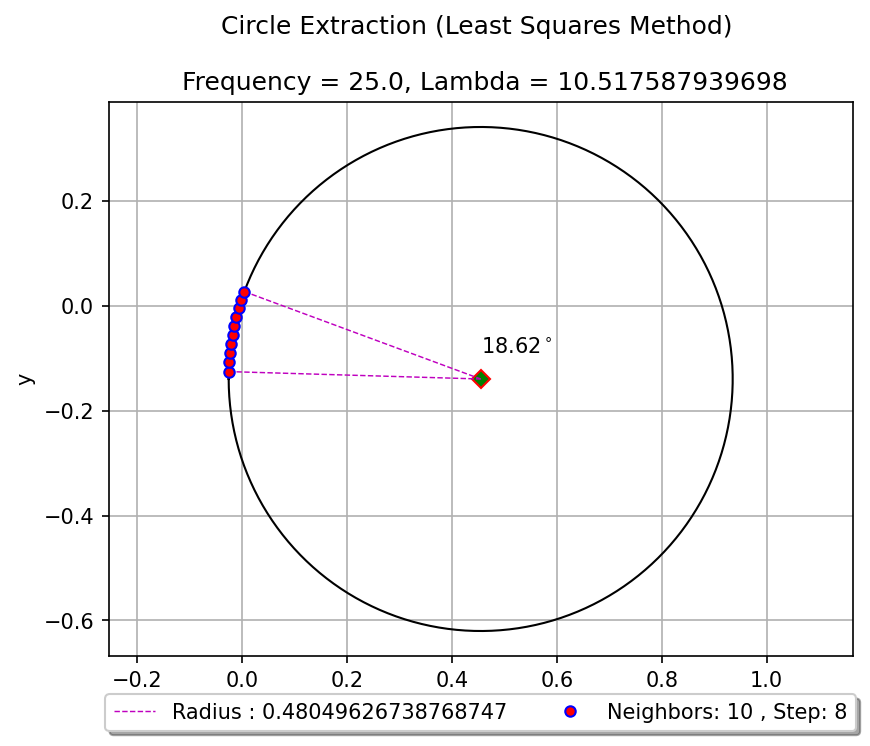 Circle Extraction (Least Squares Method)
Frequency = 25.0, Lambda = 10.517587939698
0.2
0.0
−0.2
−0.4
−0.6
y
18.62°
−0.2 0.0 0.2 0.4 0.6 0.8 1.0
Radius : 0.48049626738768747 Neighbors: 10 , Step: 8